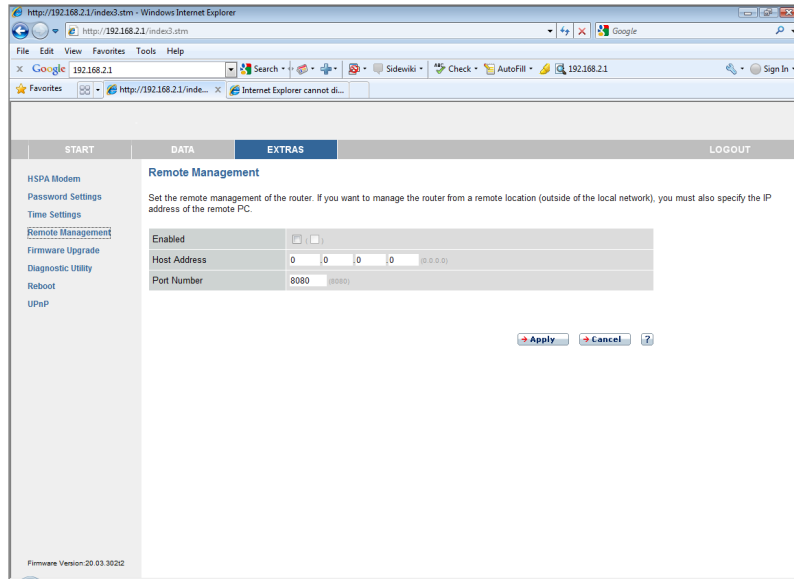 http://192.168.2.1/index3.stm - Windows Internet Explorer
http://192.168.2.1/index3.stm
Google
File Edit View Favorites Tools Help
x Google 192.168.2.1 Search Sidewiki Check AutoFill 192.168.2.1 Sign In
Favorites http://192.168.2.1/inde... X Internet Explorer cannot di...
START DATA EXTRAS LOGOUT
HSPA Modem
Password Settings
Time Settings
Remote Management
Firmware Upgrade
Diagnostic Utility
Reboot
UPnP
Remote Management
Set the remote management of the router. If you want to manage the router from a remote location (outside of the local network), you must also specify the IP
address of the remote PC.
Enabled ( )
Host Address 0 .0 .0 .0 (0.0.0.0)
Port Number 8080 (8080)
Apply Cancel ?
Firmware Version:20.03.302t2